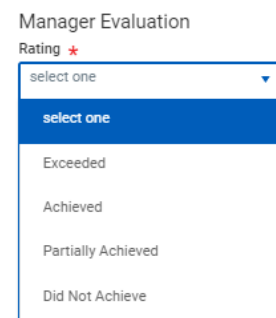 Manager Evaluation
Rating *
select one
select one
Exceeded
Achieved
Partially Achieved
Did Not Achieve